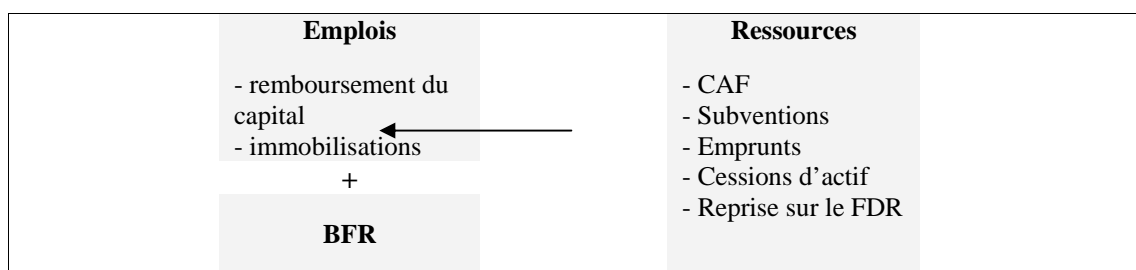 Emplois
- remboursement du
capital
- immobilisations
+
BFR
Ressources
- CAF
- Subventions
- Emprunts
- Cessions d’actif
- Reprise sur le FDR